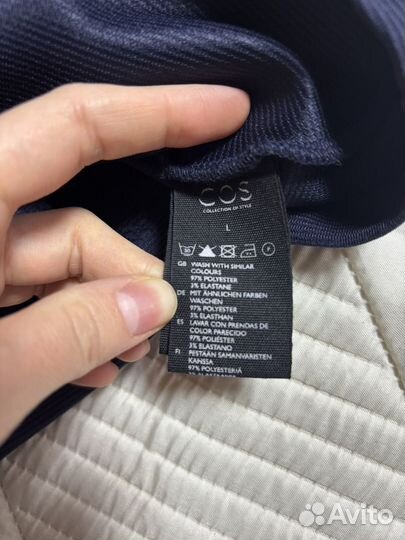 COS
COLLECTION OF STYLE
L
GB WASH WITH SIMILAR
COLOURS
97% POLYESTER
3% ELASTANE
DE MIT ÄHNLICHEN FARBEN
WASCHEN
97% POLYESTER
3% ELASTHAN
ES LAVAR CON PRENDAS DE
COLOR PARECIDO
97% POLIÉSTER
3% ELASTANO
FI PESTÄÄN SAMANVÄRISTEN
KANSSA
97% POLYESTERIÄ
Avito